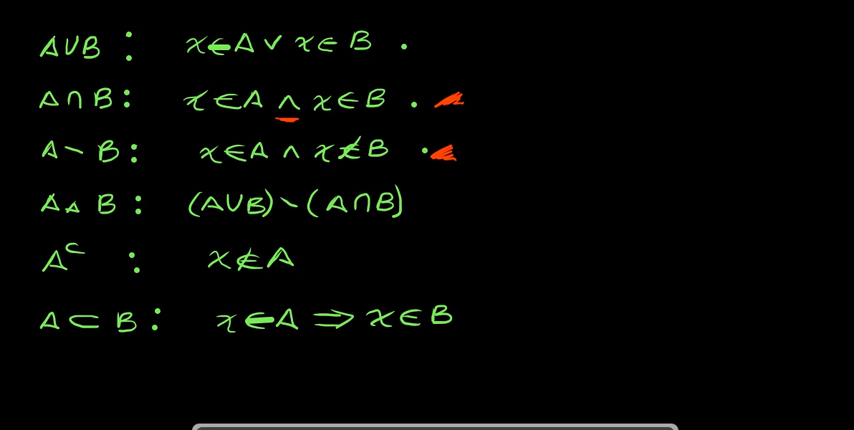 A∪B : x∈A ∨ x∈B .
A∩B : x∈A ∧ x∈B .
A∖B : x∈A ∧ x∉B .
A△B : (A∪B)∖(A∩B)
Aᶜ : x∉A
A⊂B : x∈A ⇒ x∈B